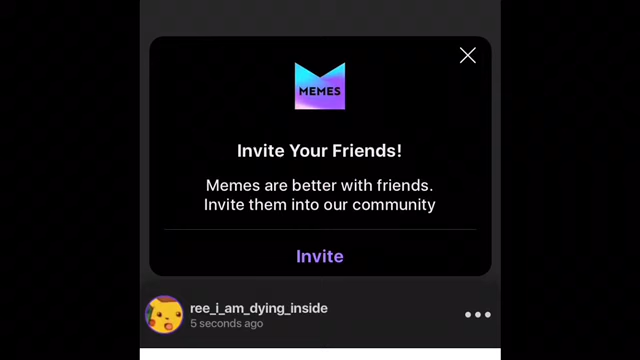 MEMES
Invite Your Friends!
Memes are better with friends.
Invite them into our community
Invite
ree_i_am_dying_inside
5 seconds ago